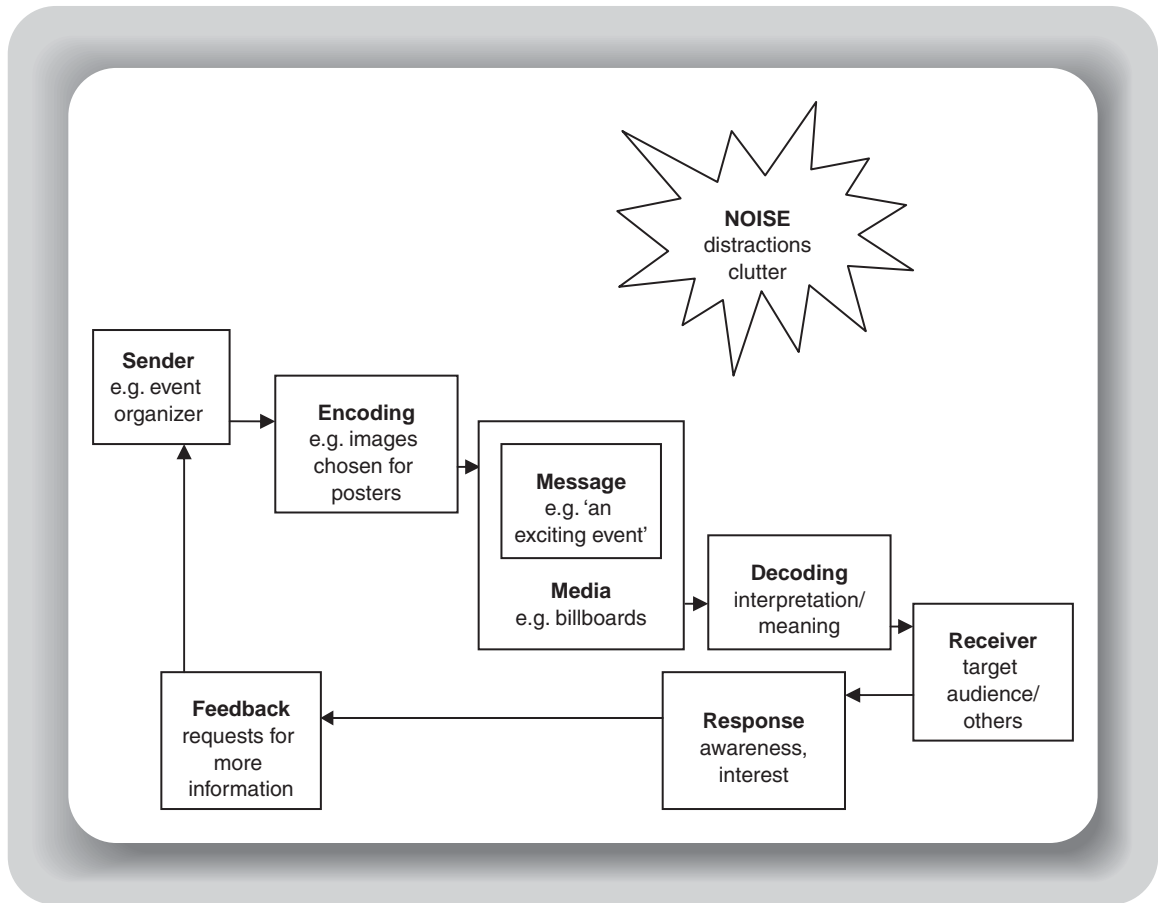 NOISE
distractions
clutter
Sender
e.g. event
organizer
Encoding
e.g. images
chosen for
posters
Message
e.g. ‘an
exciting event’
Media
e.g. billboards
Decoding
interpretation/
meaning
Receiver
target
audience/
others
Response
awareness,
interest
Feedback
requests for
more
information